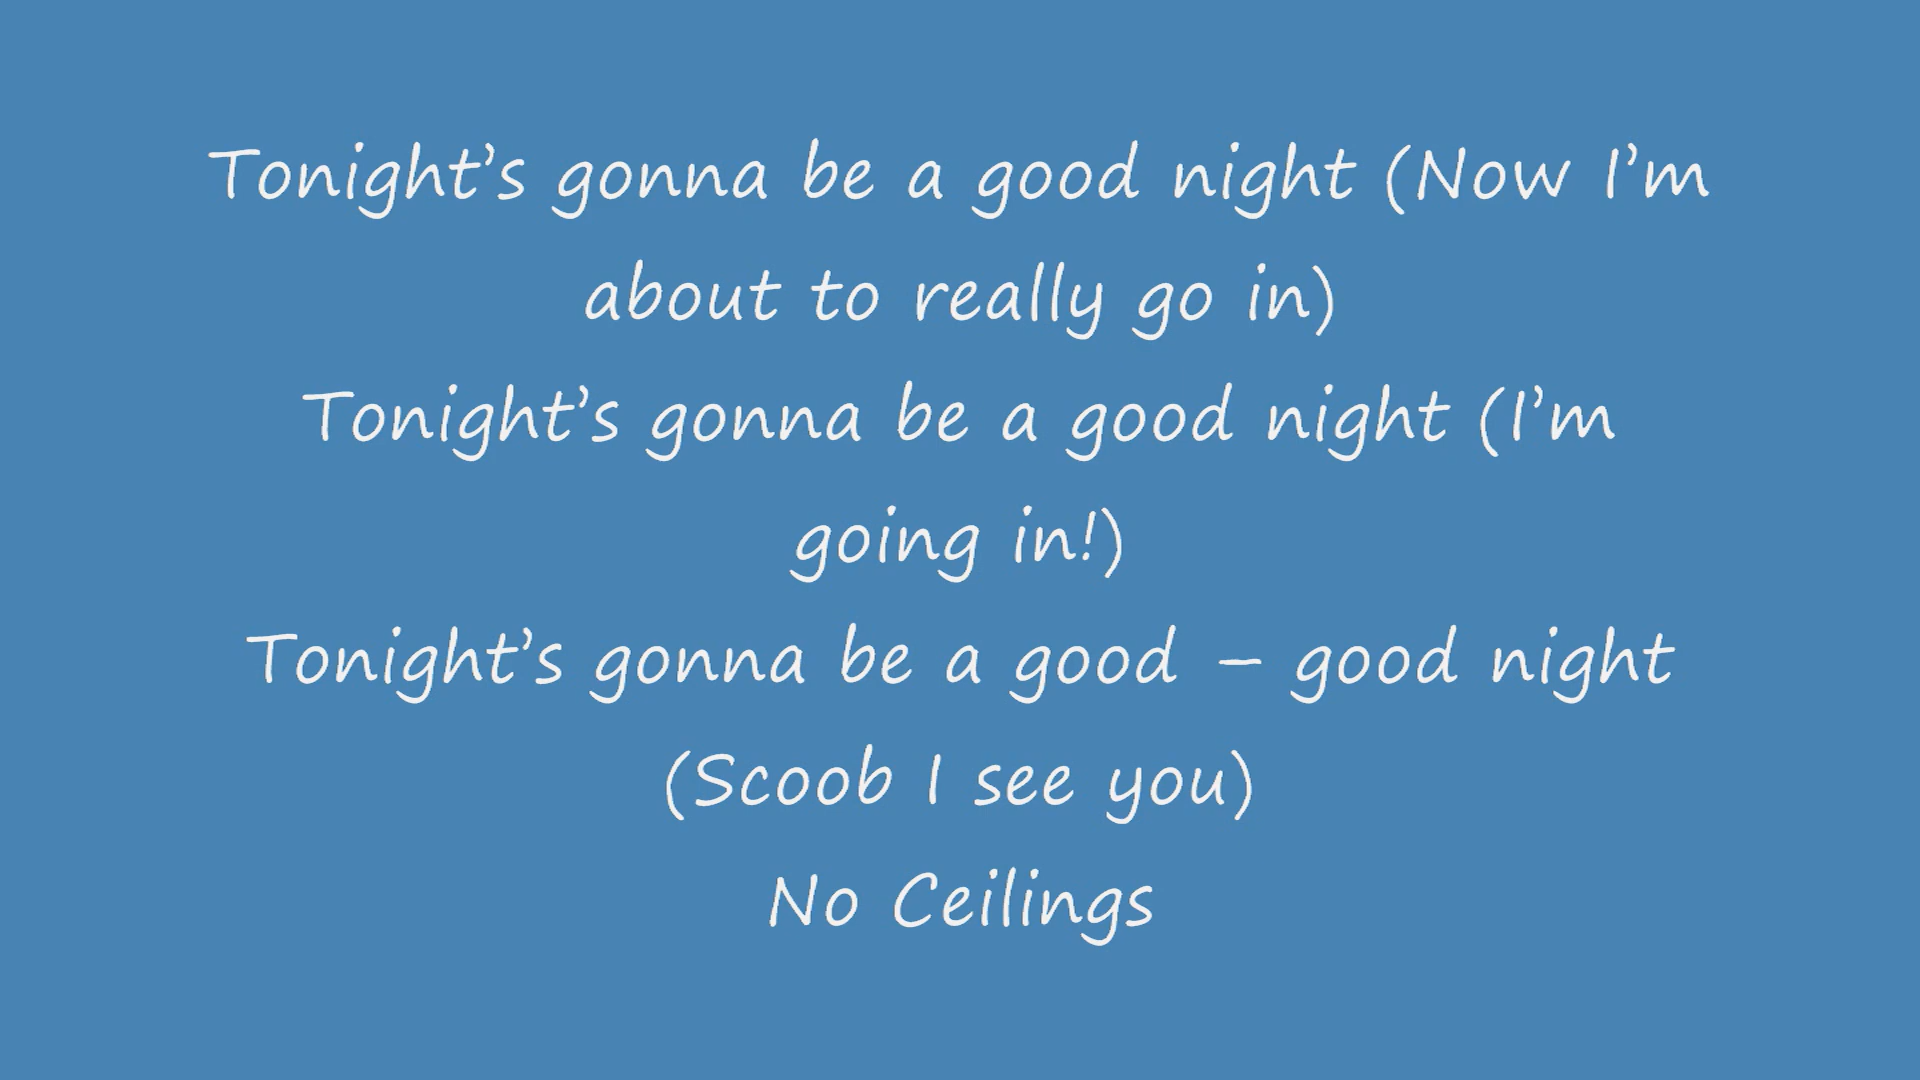 Tonight’s gonna be a good night (Now I’m
about to really go in)
Tonight’s gonna be a good night (I’m
going in!)
Tonight’s gonna be a good – good night
(Scoob I see you)
No Ceilings